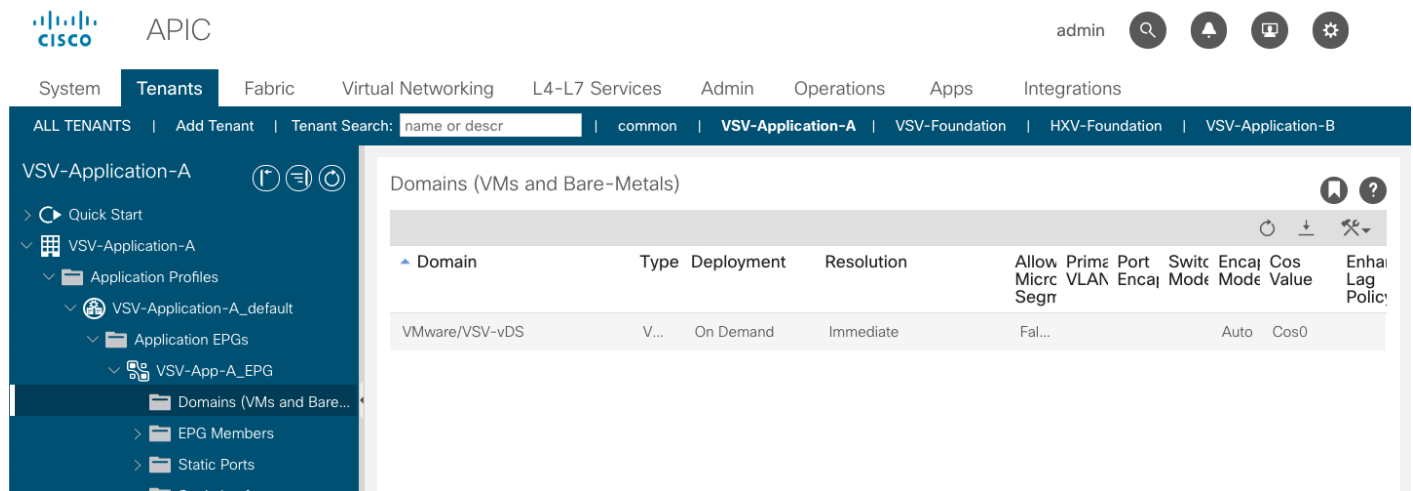 CISCO APIC admin
System Tenants Fabric Virtual Networking L4-L7 Services Admin Operations Apps Integrations
ALL TENANTS | Add Tenant | Tenant Search: name or descr | common | VSV-Application-A | VSV-Foundation | HXV-Foundation | VSV-Application-B
VSV-Application-A
Quick Start
VSV-Application-A
Application Profiles
VSV-Application-A_default
Application EPGs
VSV-App-A_EPG
Domains (VMs and Bare...
EPG Members
Static Ports
Domains (VMs and Bare-Metals)
Domain Type Deployment Resolution Allow Prima Port Switc Encap Cos Enhan
Micro VLAN Encap Mode Mode Value Lag
Segm Policy
VMware/VSV-vDS V... On Demand Immediate Fal... Auto Cos0